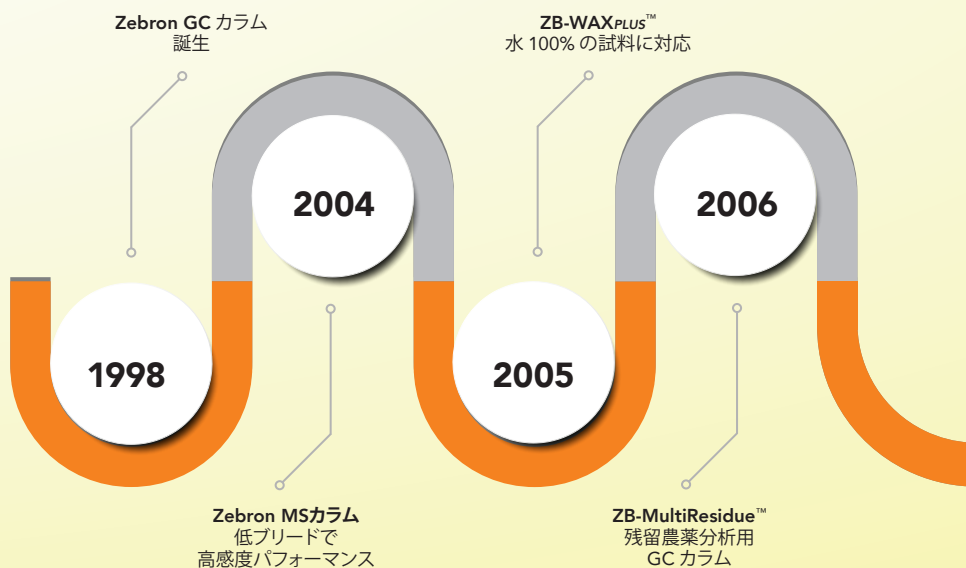 Zebron GC カラム
誕生
ZB-WAXPLUS™
水 100% の試料に対応
2004
2006
1998
2005
Zebron MSカラム
低ブリードで
高感度パフォーマンス
ZB-MultiResidue™
残留農薬分析用
GC カラム